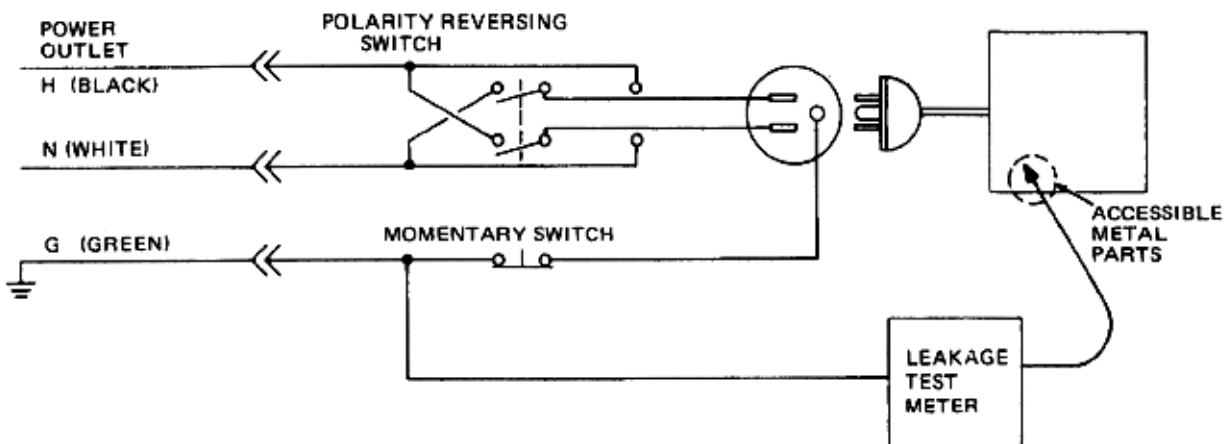 POWER
OUTLET
H (BLACK)
POLARITY REVERSING
SWITCH
N (WHITE)
G (GREEN)
MOMENTARY SWITCH
ACCESSIBLE
METAL
PARTS
LEAKAGE
TEST
METER